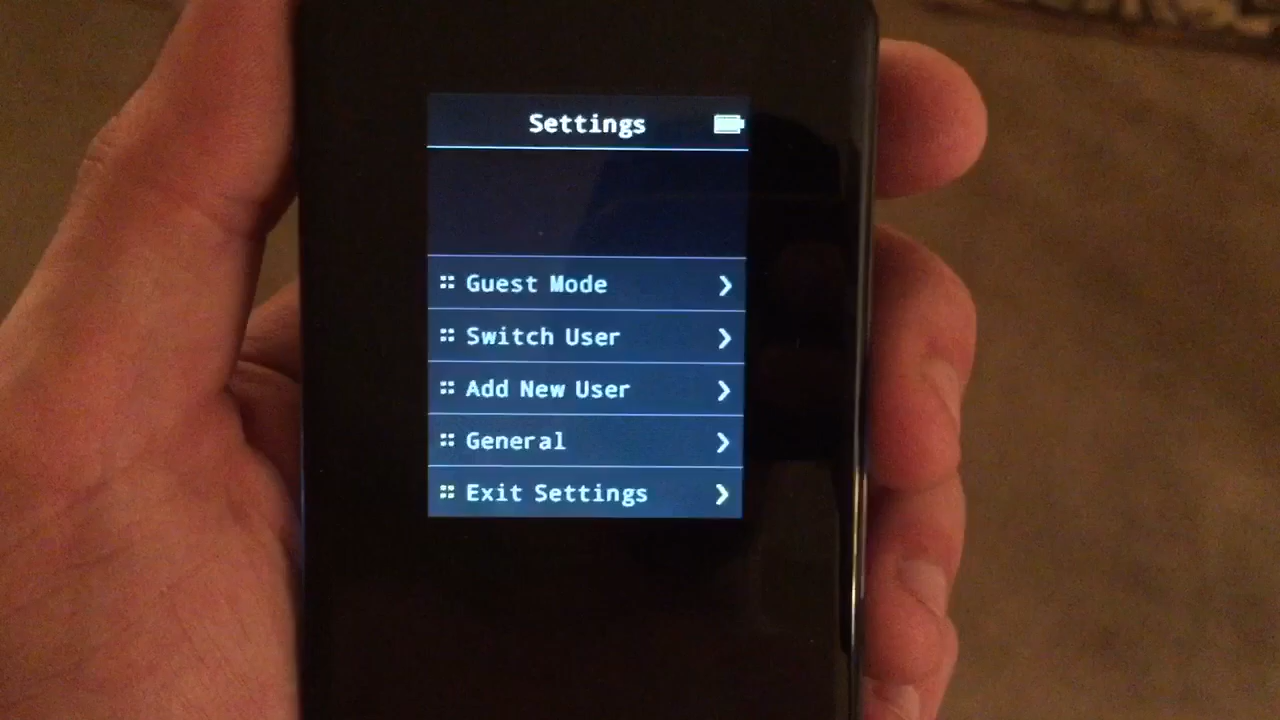 Settings
Guest Mode
Switch User
Add New User
General
Exit Settings